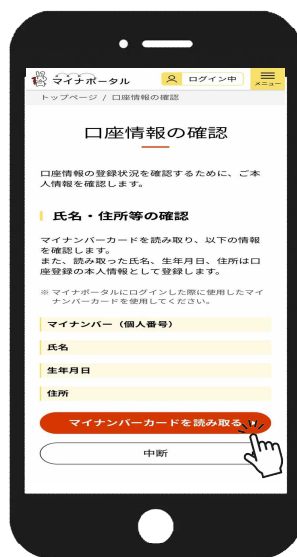 マイナポータル
ログイン中
メニュー
トップページ / 口座情報の確認
口座情報の確認
口座情報の登録状況を確認するために、ご本
人情報を確認します。
氏名・住所等の確認
マイナンバーカードを読み取り、以下の情報
を確認します。
また、読み取った氏名、生年月日、住所は口
座登録の本人情報として登録します。
※ マイナポータルにログインした際に使用したマイ
ナンバーカードを使用してください。
マイナンバー（個人番号）
氏名
生年月日
住所
マイナンバーカードを読み取る
中断